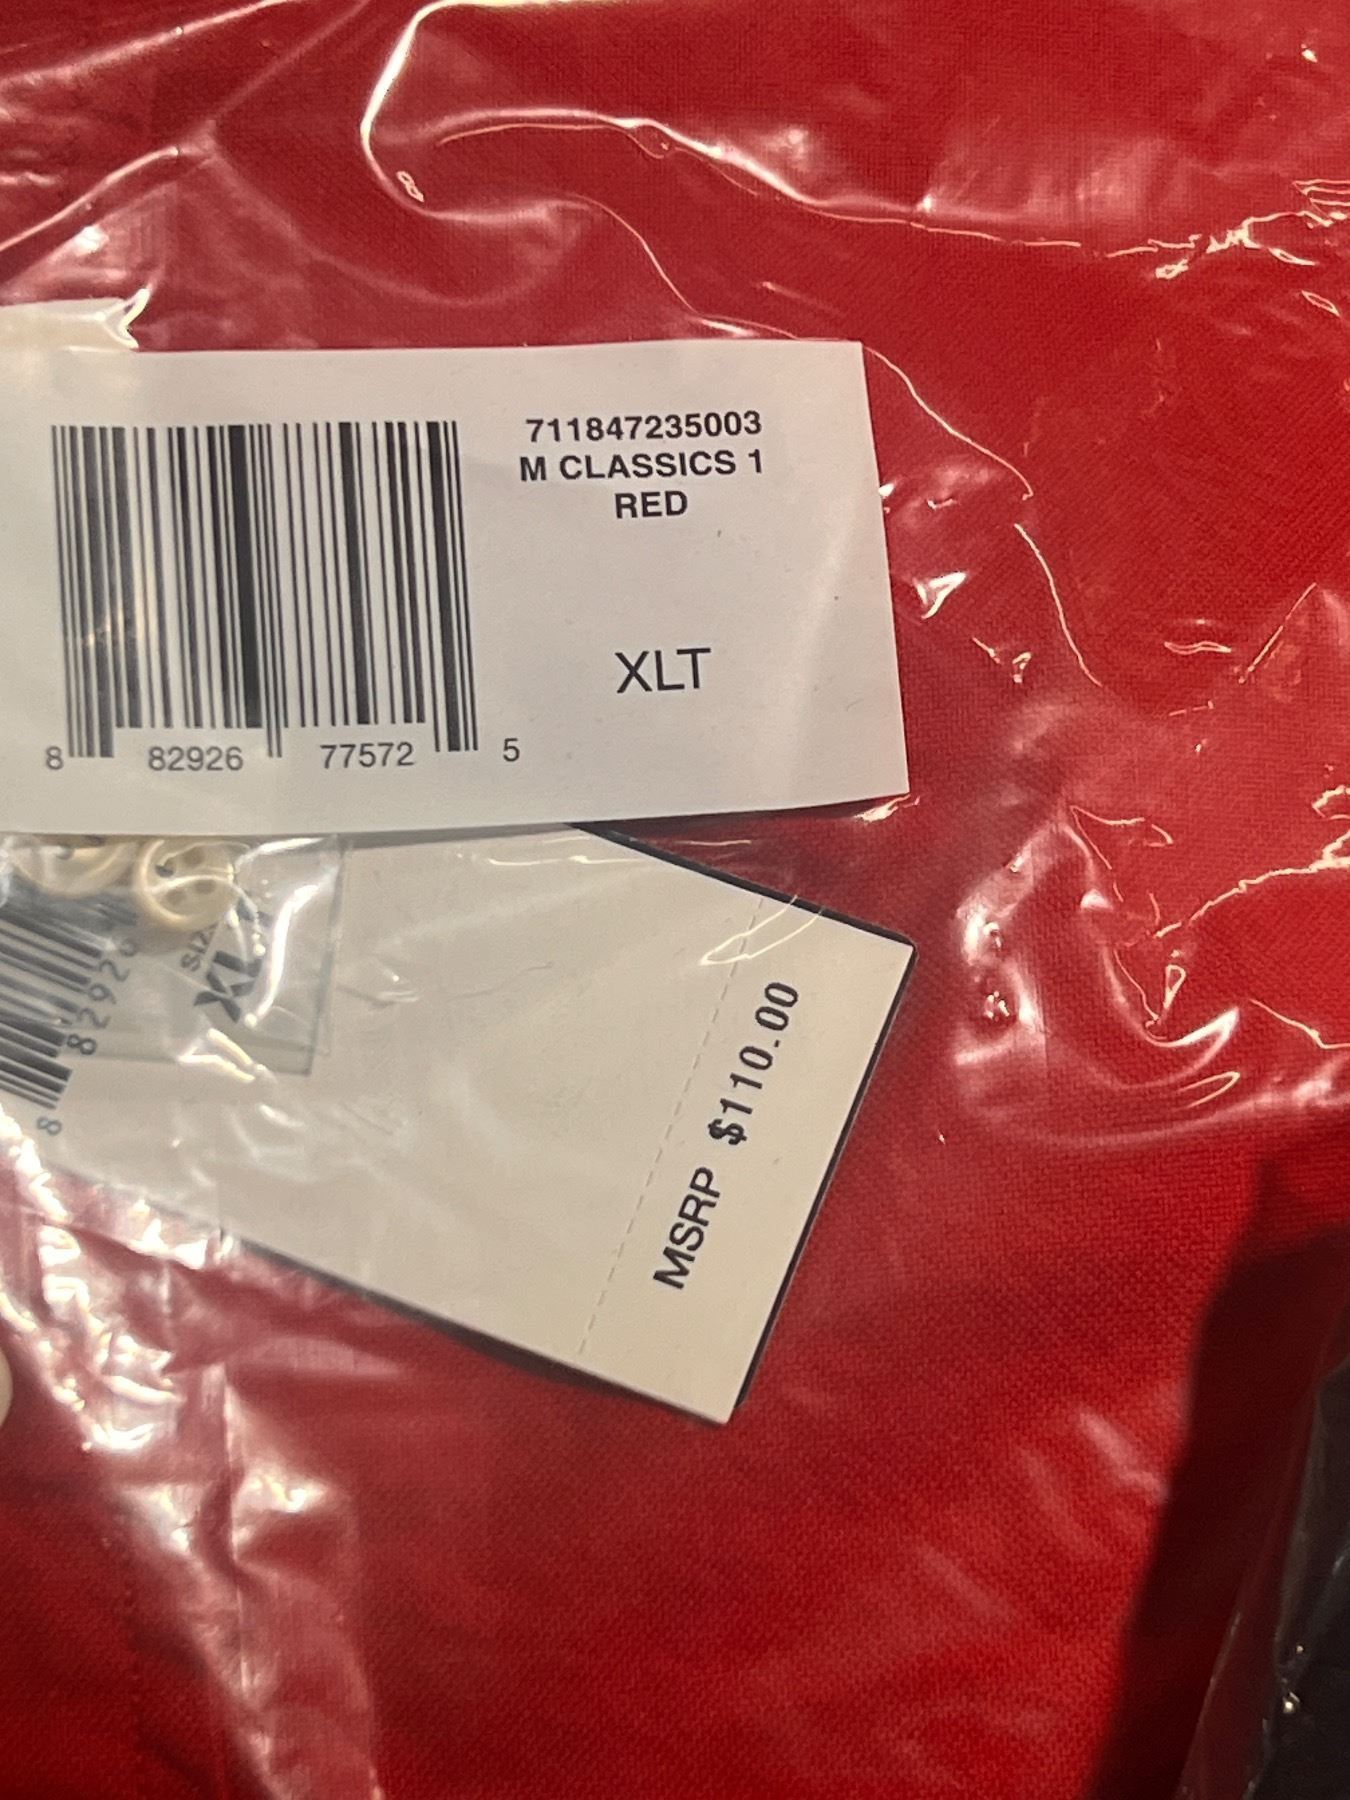 711847235003
M CLASSICS 1
RED
XLT
8 82926 77572 5
MSRP $110.00